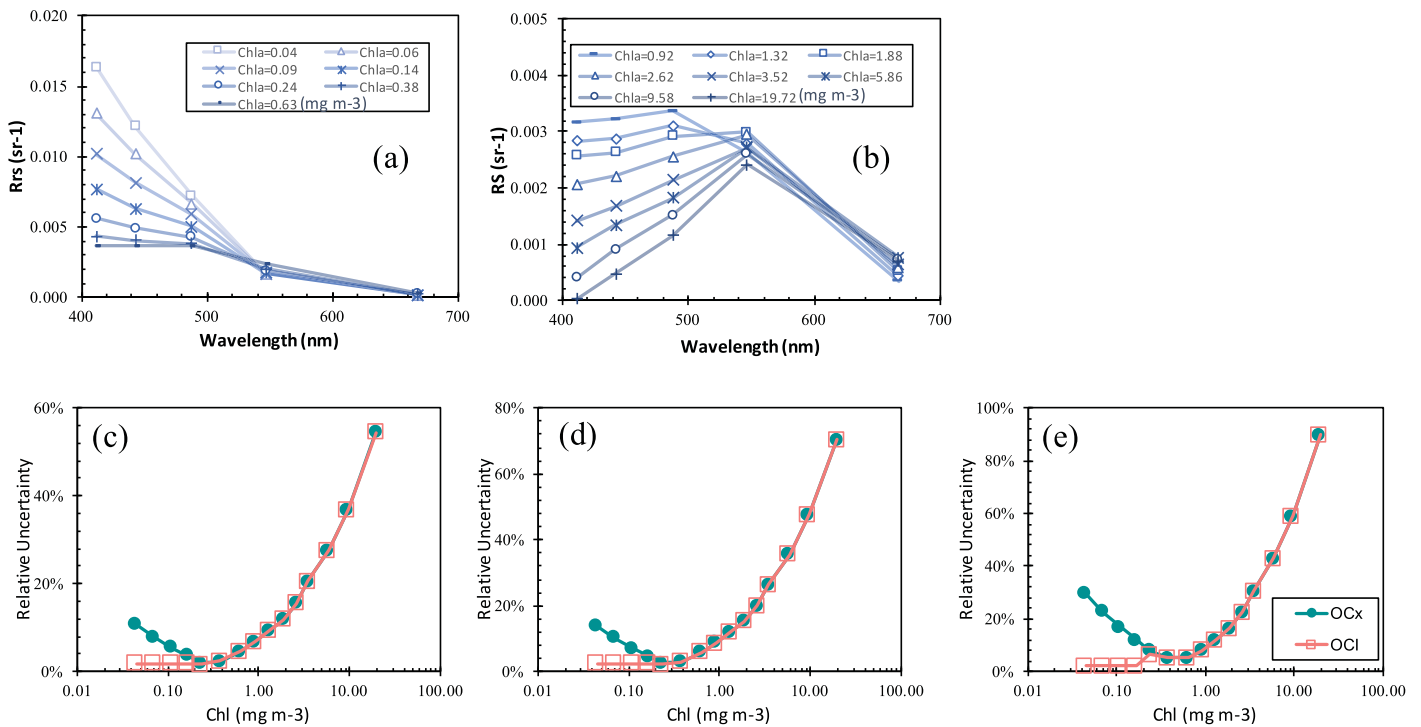 0.020
0.015
0.010
0.005
0.000
Rrs (sr-1)
Chla=0.04 Chla=0.06
Chla=0.09 Chla=0.14
Chla=0.24 Chla=0.38
Chla=0.63 (mg m-3)
(a)
400 500 600 700
Wavelength (nm)
0.005
0.004
0.003
0.002
0.001
0.000
RS (sr-1)
Chla=0.92 Chla=1.32 Chla=1.88
Chla=2.62 Chla=3.52 Chla=5.86
Chla=9.58 Chla=19.72 (mg m-3)
(b)
400 500 600 700
Wavelength (nm)
60%
40%
20%
0%
Relative Uncertainty
(c)
0.01 0.10 1.00 10.00 100.00
Chl (mg m-3)
80%
60%
40%
20%
0%
Relative Uncertainty
(d)
0.01 0.10 1.00 10.00 100.00
Chl (mg m-3)
100%
80%
60%
40%
20%
0%
Relative Uncertainty
(e)
OCx
OCI
0.01 0.10 1.00 10.00 100.00
Chl (mg m-3)